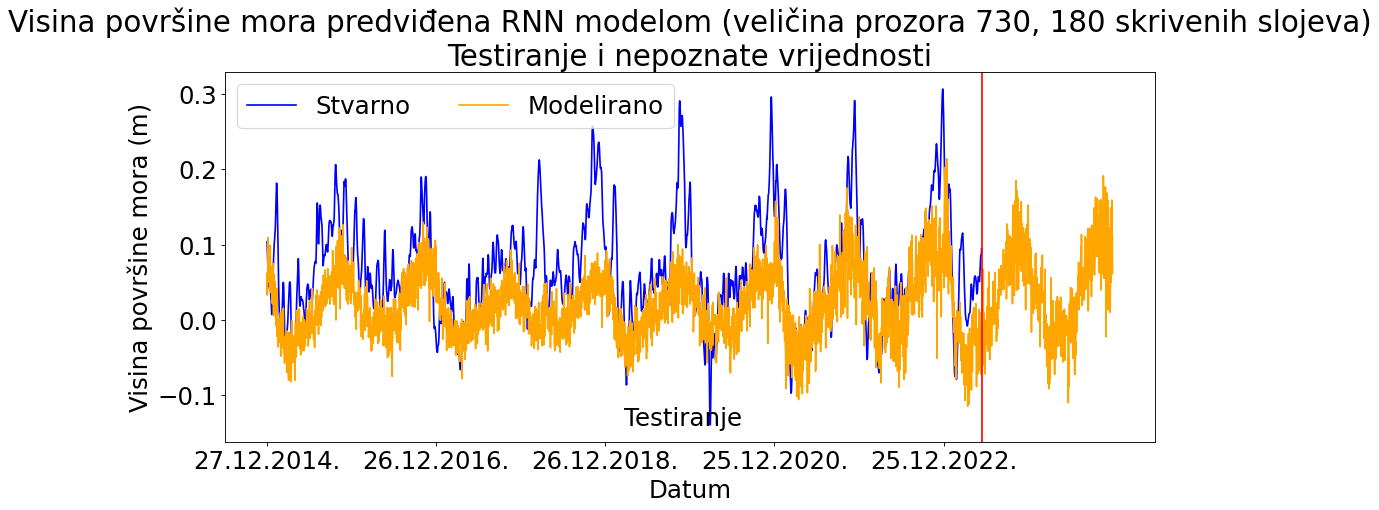 Visina površine mora predviđena RNN modelom (veličina prozora 730, 180 skrivenih slojeva)
Testiranje i nepoznate vrijednosti
Stvarno
Modelirano
Visina površine mora (m)
0.3
0.2
0.1
0.0
−0.1
Testiranje
27.12.2014.
26.12.2016.
26.12.2018.
25.12.2020.
25.12.2022.
Datum